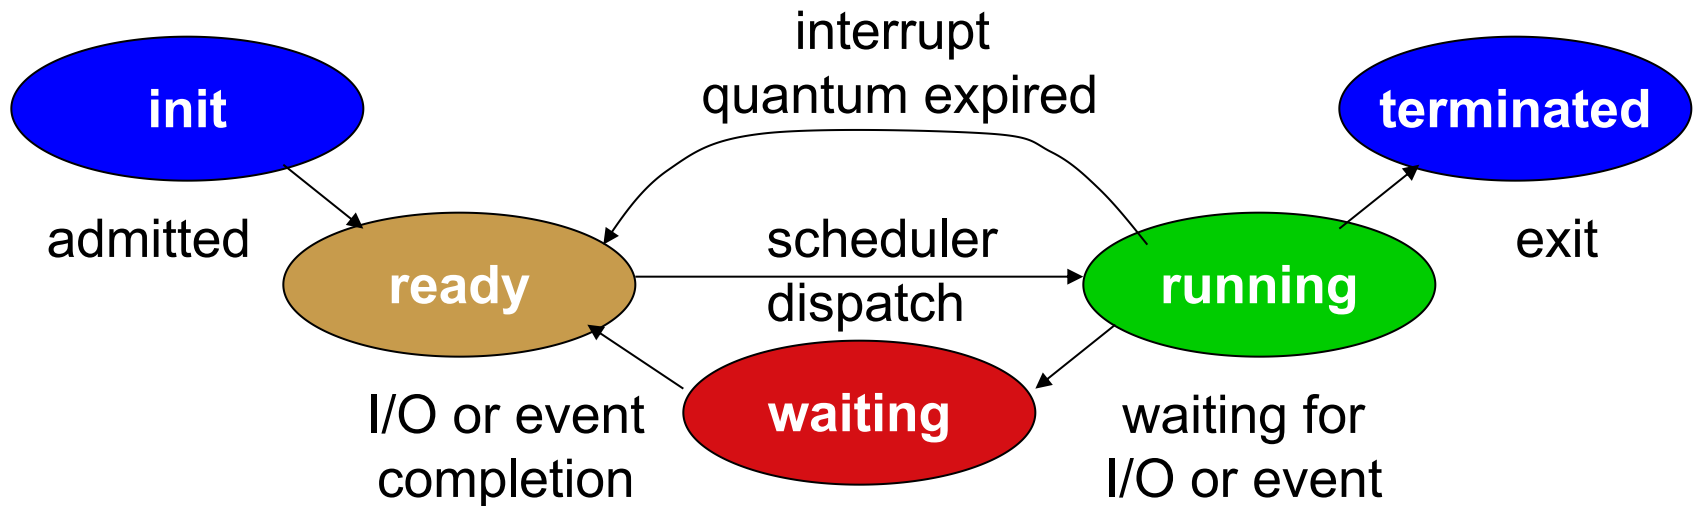 interrupt
quantum expired
init
terminated
admitted
scheduler
exit
ready
running
dispatch
I/O or event
completion
waiting
waiting for
I/O or event